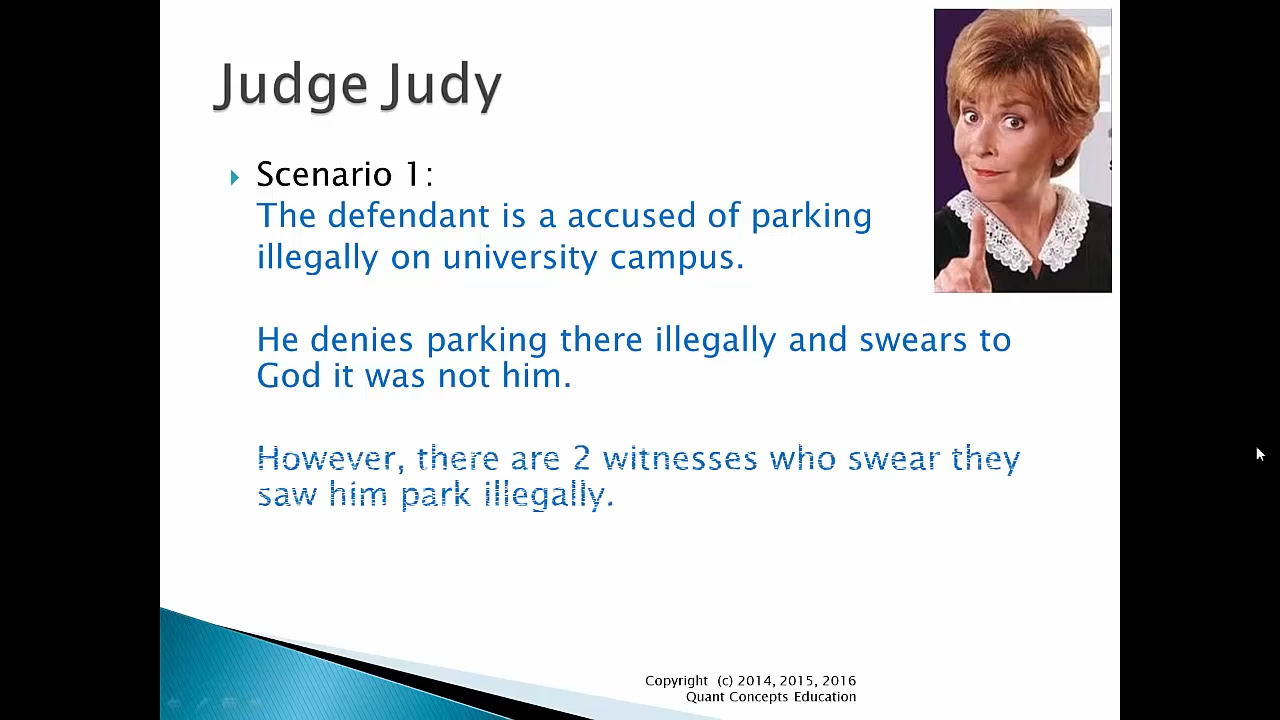 Judge Judy
Scenario 1:
The defendant is a accused of parking
illegally on university campus.
He denies parking there illegally and swears to
God it was not him.
However, there are 2 witnesses who swear they
saw him park illegally.
Copyright (c) 2014, 2015, 2016
Quant Concepts Education